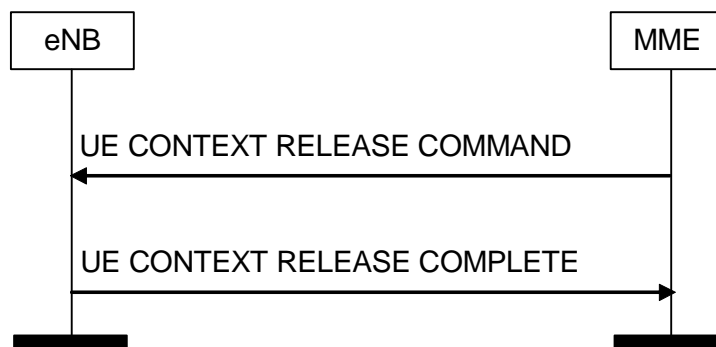 eNB
MME
UE CONTEXT RELEASE COMMAND
UE CONTEXT RELEASE COMPLETE